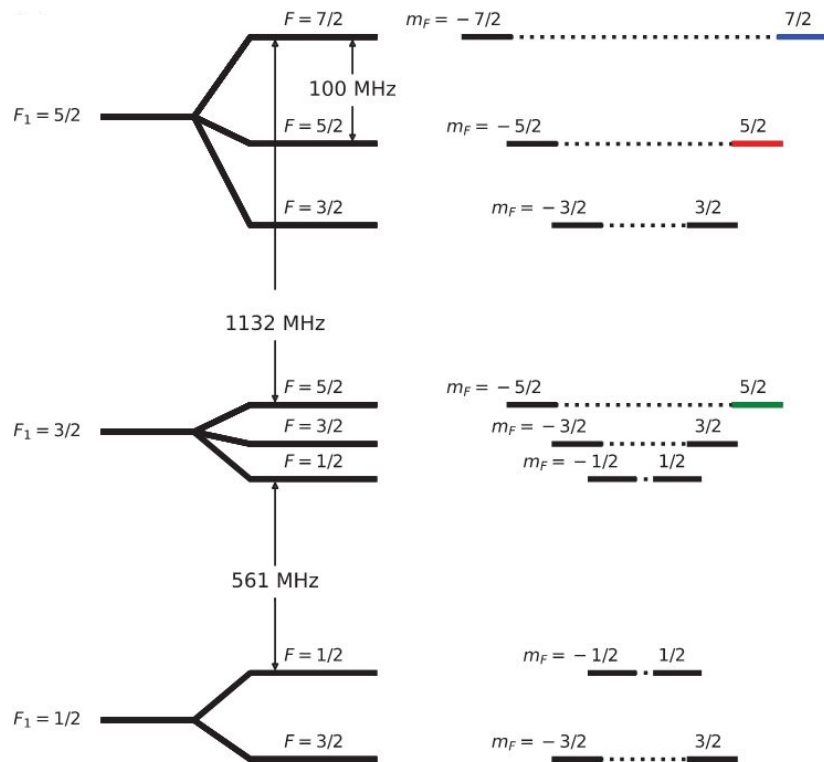 F = 7/2
m_F = − 7/2
7/2
100 MHz
F₁ = 5/2
F = 5/2
m_F = − 5/2
5/2
F = 3/2
m_F = − 3/2
3/2
1132 MHz
F = 5/2
m_F = − 5/2
5/2
F₁ = 3/2
F = 3/2
m_F = − 3/2
3/2
F = 1/2
m_F = − 1/2
1/2
561 MHz
F = 1/2
m_F = − 1/2
1/2
F₁ = 1/2
F = 3/2
m_F = − 3/2
3/2